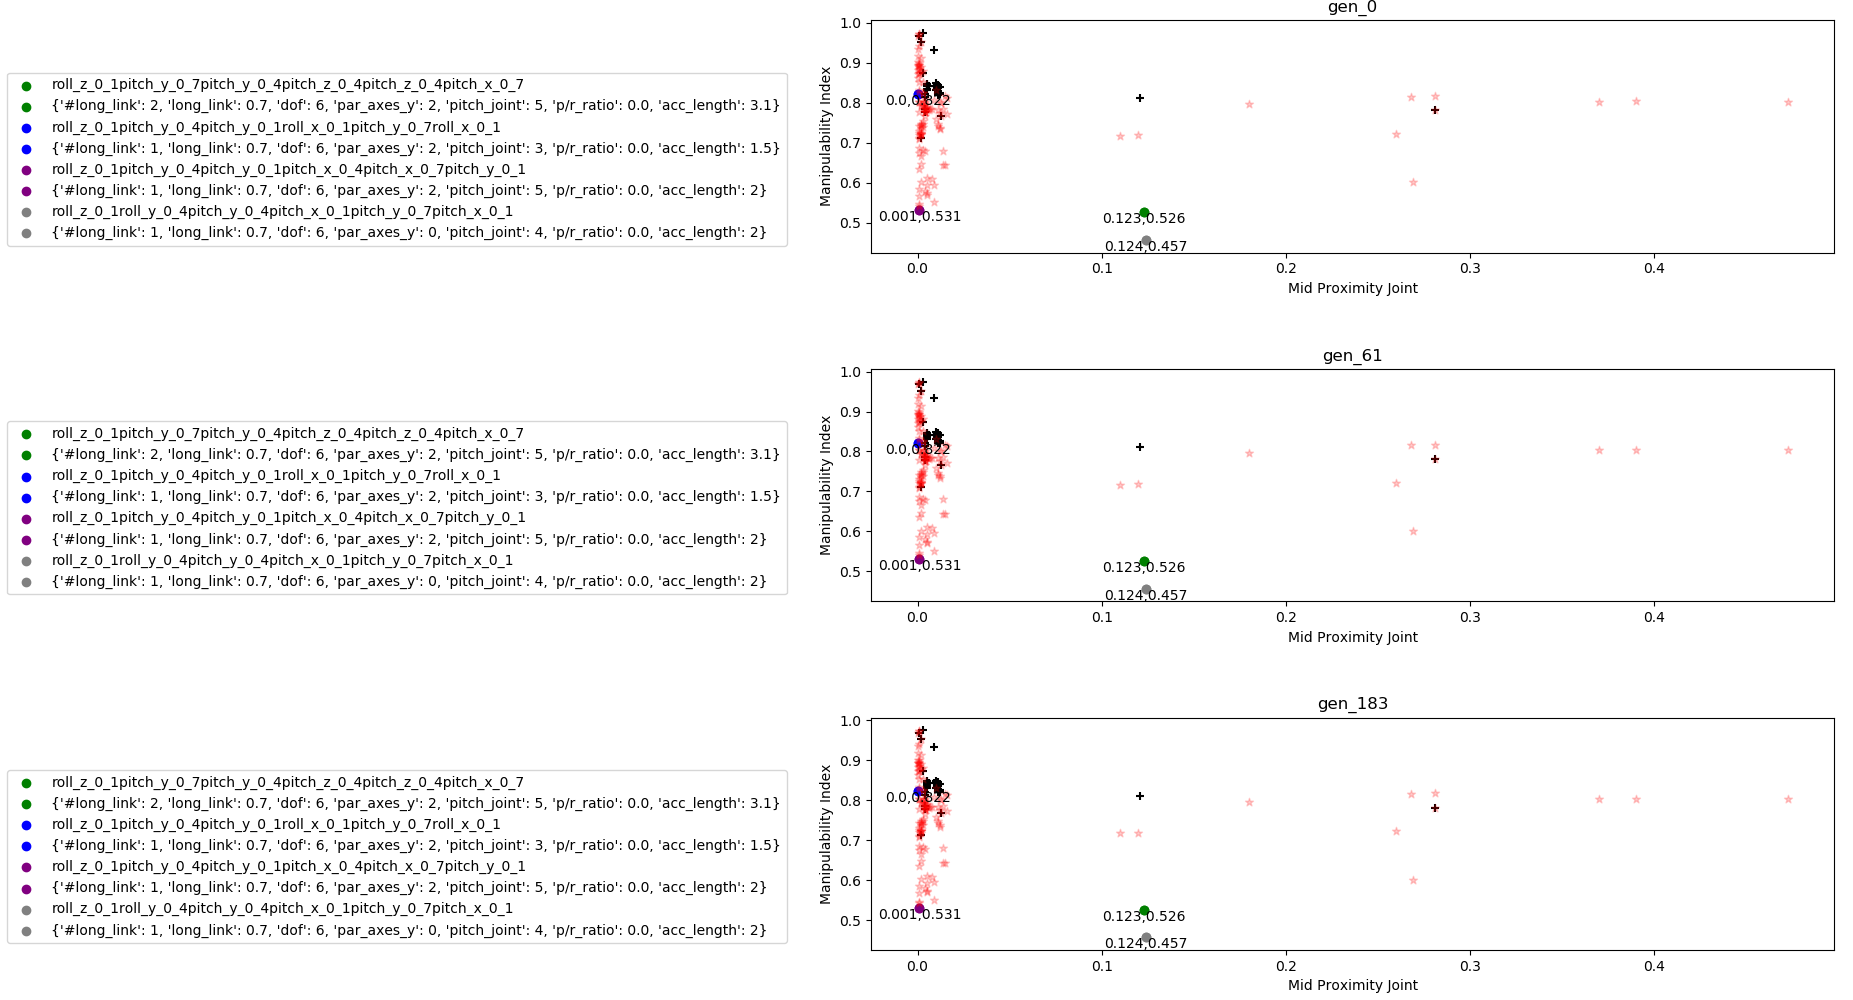 gen_0
roll_z_0_1pitch_y_0_7pitch_y_0_4pitch_z_0_4pitch_z_0_4pitch_x_0_7
{'#long_link': 2, 'long_link': 0.7, 'dof': 6, 'par_axes_y': 2, 'pitch_joint': 5, 'p/r_ratio': 0.0, 'acc_length': 3.1}
roll_z_0_1pitch_y_0_4pitch_y_0_1roll_x_0_1pitch_y_0_7roll_x_0_1
{'#long_link': 1, 'long_link': 0.7, 'dof': 6, 'par_axes_y': 2, 'pitch_joint': 3, 'p/r_ratio': 0.0, 'acc_length': 1.5}
roll_z_0_1pitch_y_0_4pitch_y_0_1pitch_x_0_4pitch_x_0_7pitch_y_0_1
{'#long_link': 1, 'long_link': 0.7, 'dof': 6, 'par_axes_y': 2, 'pitch_joint': 5, 'p/r_ratio': 0.0, 'acc_length': 2}
roll_z_0_1roll_y_0_4pitch_y_0_4pitch_x_0_1pitch_y_0_7pitch_x_0_1
{'#long_link': 1, 'long_link': 0.7, 'dof': 6, 'par_axes_y': 0, 'pitch_joint': 4, 'p/r_ratio': 0.0, 'acc_length': 2}
Manipulability Index
1.0
0.9
0.8
0.7
0.6
0.5
0.0,0.822
0.001,0.531
0.123,0.526
0.124,0.457
0.0 0.1 0.2 0.3 0.4
Mid Proximity Joint
gen_61
roll_z_0_1pitch_y_0_7pitch_y_0_4pitch_z_0_4pitch_z_0_4pitch_x_0_7
{'#long_link': 2, 'long_link': 0.7, 'dof': 6, 'par_axes_y': 2, 'pitch_joint': 5, 'p/r_ratio': 0.0, 'acc_length': 3.1}
roll_z_0_1pitch_y_0_4pitch_y_0_1roll_x_0_1pitch_y_0_7roll_x_0_1
{'#long_link': 1, 'long_link': 0.7, 'dof': 6, 'par_axes_y': 2, 'pitch_joint': 3, 'p/r_ratio': 0.0, 'acc_length': 1.5}
roll_z_0_1pitch_y_0_4pitch_y_0_1pitch_x_0_4pitch_x_0_7pitch_y_0_1
{'#long_link': 1, 'long_link': 0.7, 'dof': 6, 'par_axes_y': 2, 'pitch_joint': 5, 'p/r_ratio': 0.0, 'acc_length': 2}
roll_z_0_1roll_y_0_4pitch_y_0_4pitch_x_0_1pitch_y_0_7pitch_x_0_1
{'#long_link': 1, 'long_link': 0.7, 'dof': 6, 'par_axes_y': 0, 'pitch_joint': 4, 'p/r_ratio': 0.0, 'acc_length': 2}
Manipulability Index
1.0
0.9
0.8
0.7
0.6
0.5
0.0,0.822
0.001,0.531
0.123,0.526
0.124,0.457
0.0 0.1 0.2 0.3 0.4
Mid Proximity Joint
gen_183
roll_z_0_1pitch_y_0_7pitch_y_0_4pitch_z_0_4pitch_z_0_4pitch_x_0_7
{'#long_link': 2, 'long_link': 0.7, 'dof': 6, 'par_axes_y': 2, 'pitch_joint': 5, 'p/r_ratio': 0.0, 'acc_length': 3.1}
roll_z_0_1pitch_y_0_4pitch_y_0_1roll_x_0_1pitch_y_0_7roll_x_0_1
{'#long_link': 1, 'long_link': 0.7, 'dof': 6, 'par_axes_y': 2, 'pitch_joint': 3, 'p/r_ratio': 0.0, 'acc_length': 1.5}
roll_z_0_1pitch_y_0_4pitch_y_0_1pitch_x_0_4pitch_x_0_7pitch_y_0_1
{'#long_link': 1, 'long_link': 0.7, 'dof': 6, 'par_axes_y': 2, 'pitch_joint': 5, 'p/r_ratio': 0.0, 'acc_length': 2}
roll_z_0_1roll_y_0_4pitch_y_0_4pitch_x_0_1pitch_y_0_7pitch_x_0_1
{'#long_link': 1, 'long_link': 0.7, 'dof': 6, 'par_axes_y': 0, 'pitch_joint': 4, 'p/r_ratio': 0.0, 'acc_length': 2}
Manipulability Index
1.0
0.9
0.8
0.7
0.6
0.5
0.0,0.822
0.001,0.531
0.123,0.526
0.124,0.457
0.0 0.1 0.2 0.3 0.4
Mid Proximity Joint